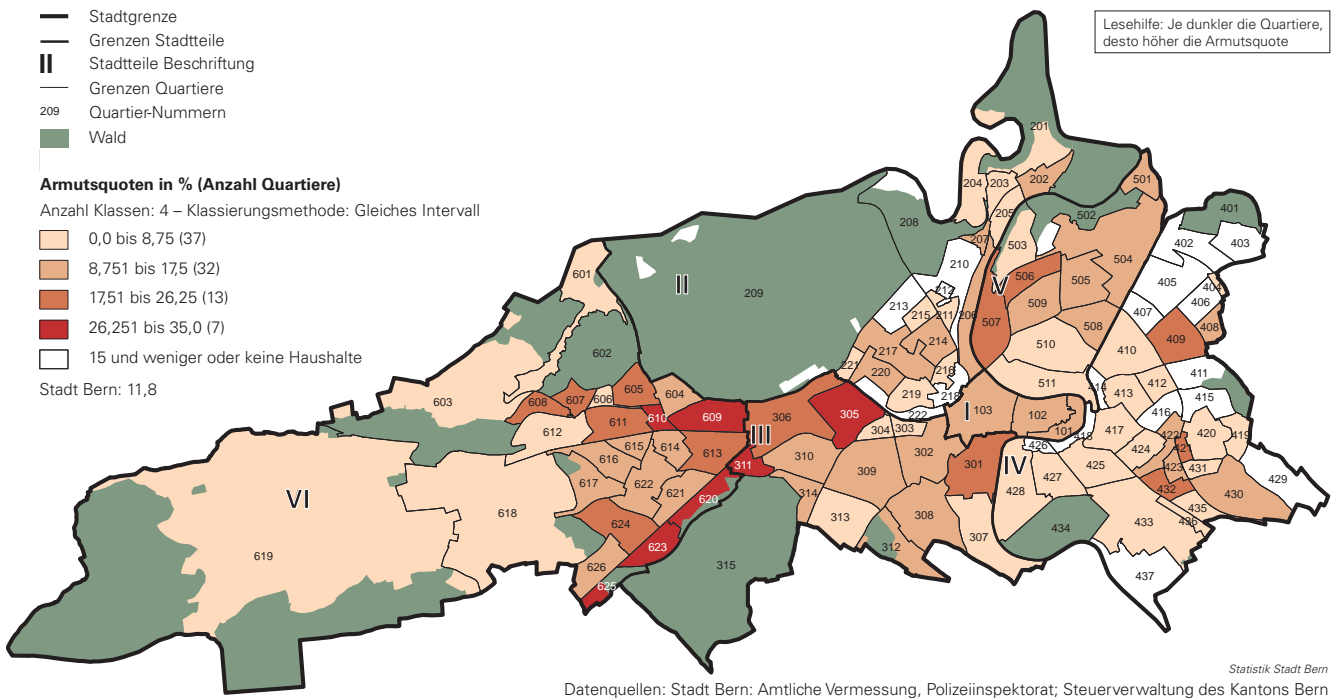 Stadtgrenze
Grenzen Stadtteile
II Stadtteile Beschriftung
Grenzen Quartiere
209 Quartier-Nummern
Wald
Armutsquoten in % (Anzahl Quartiere)
Anzahl Klassen: 4 – Klassierungsmethode: Gleiches Intervall
0,0 bis 8,75 (37)
8,751 bis 17,5 (32)
17,51 bis 26,25 (13)
26,251 bis 35,0 (7)
15 und weniger oder keine Haushalte
Stadt Bern: 11,8
Lesehilfe: Je dunkler die Quartiere,
desto höher die Armutsquote
201
204 203 202 501
205 401
208 502
207 503 402 403
210 504
601 II 506 505 405 404
209 V 406
212 213 509
215 211 206 507 508 407 408
214 510 409
602 217 410
221 220 216 411
605 604 511 412
603 608 607 606 219 218 414 413 415
610 609 306 305 222 I 103 102 416
612 611 304 303 101 418 417 422 420 419
III 426 424 421
615 614 613 310 302 301 IV 425 423 431
616 311 309 427 429
617 622 621 314 428 432 430
VI 620 435
618 313 308 434 433 436
624
619 623 312 307
626 315 437
625
Statistik Stadt Bern
Datenquellen: Stadt Bern: Amtliche Vermessung, Polizeiinspektorat; Steuerverwaltung des Kantons Bern